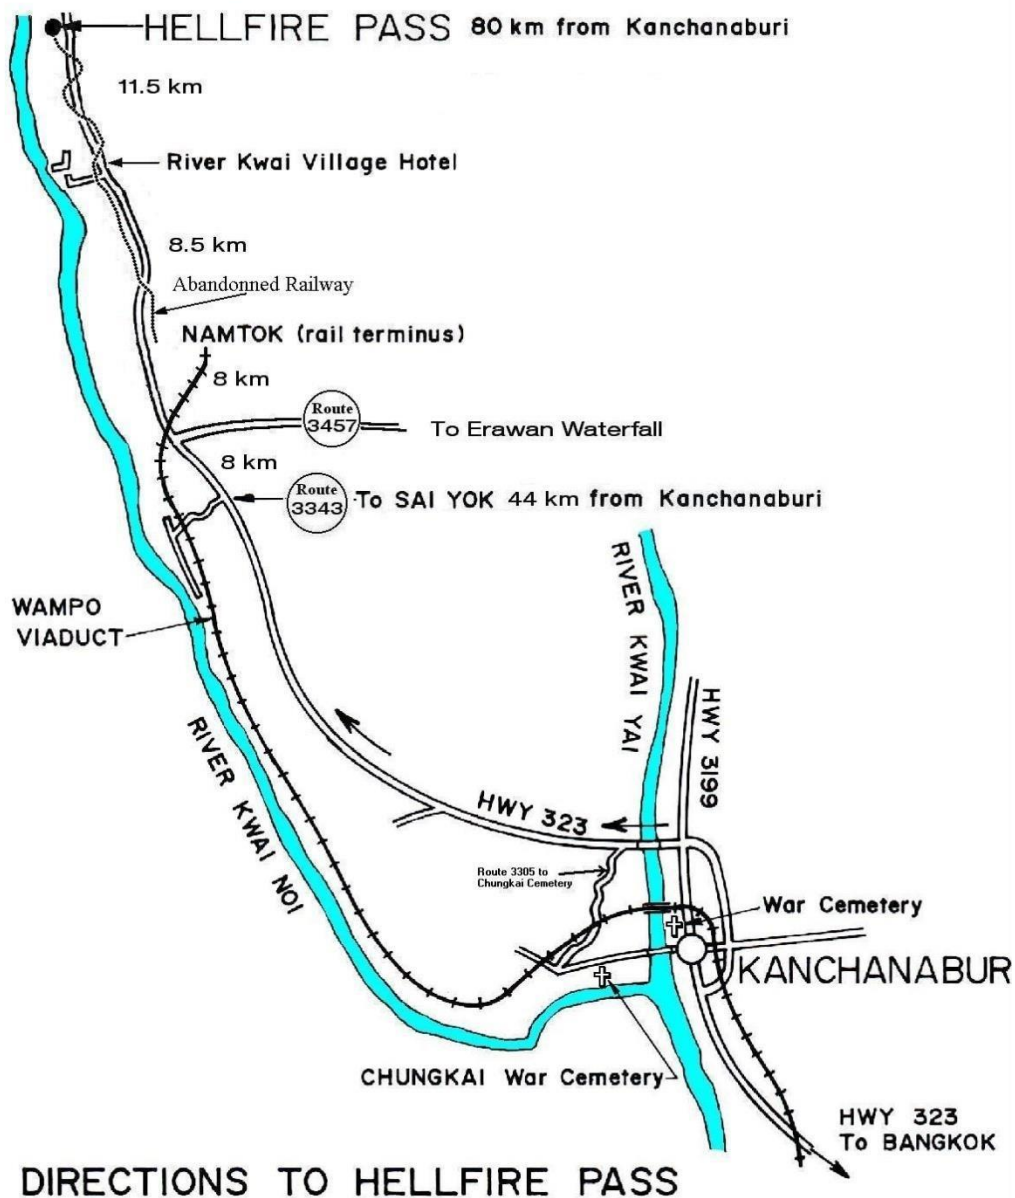 HELLFIRE PASS 80 km from Kanchanaburi
11.5 km
River Kwai Village Hotel
8.5 km
Abandonned Railway
NAMTOK (rail terminus)
8 km
Route
3457
To Erawan Waterfall
8 km
Route
3343
To SAI YOK 44 km from Kanchanaburi
RIVER KWAI YAI
WAMPO
VIADUCT
HWY 3199
RIVER KWAI NOI
HWY 323
Route 3305 to
Chungkai Cemetery
War Cemetery
KANCHANABUR
CHUNGKAI War Cemetery
HWY 323
To BANGKOK
DIRECTIONS TO HELLFIRE PASS